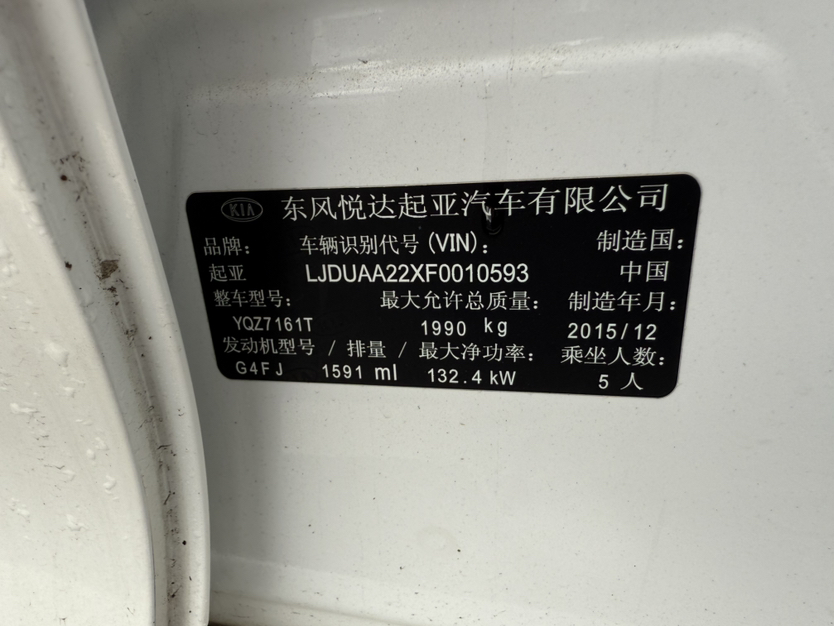 KIA 东风悦达起亚汽车有限公司
品牌： 车辆识别代号(VIN)： 制造国：
起亚 LJDUAA22XF0010593 中国
整车型号： 最大允许总质量： 制造年月：
YQZ7161T 1990 kg 2015/12
发动机型号 / 排量 / 最大净功率： 乘坐人数：
G4FJ 1591 ml 132.4 kW 5 人